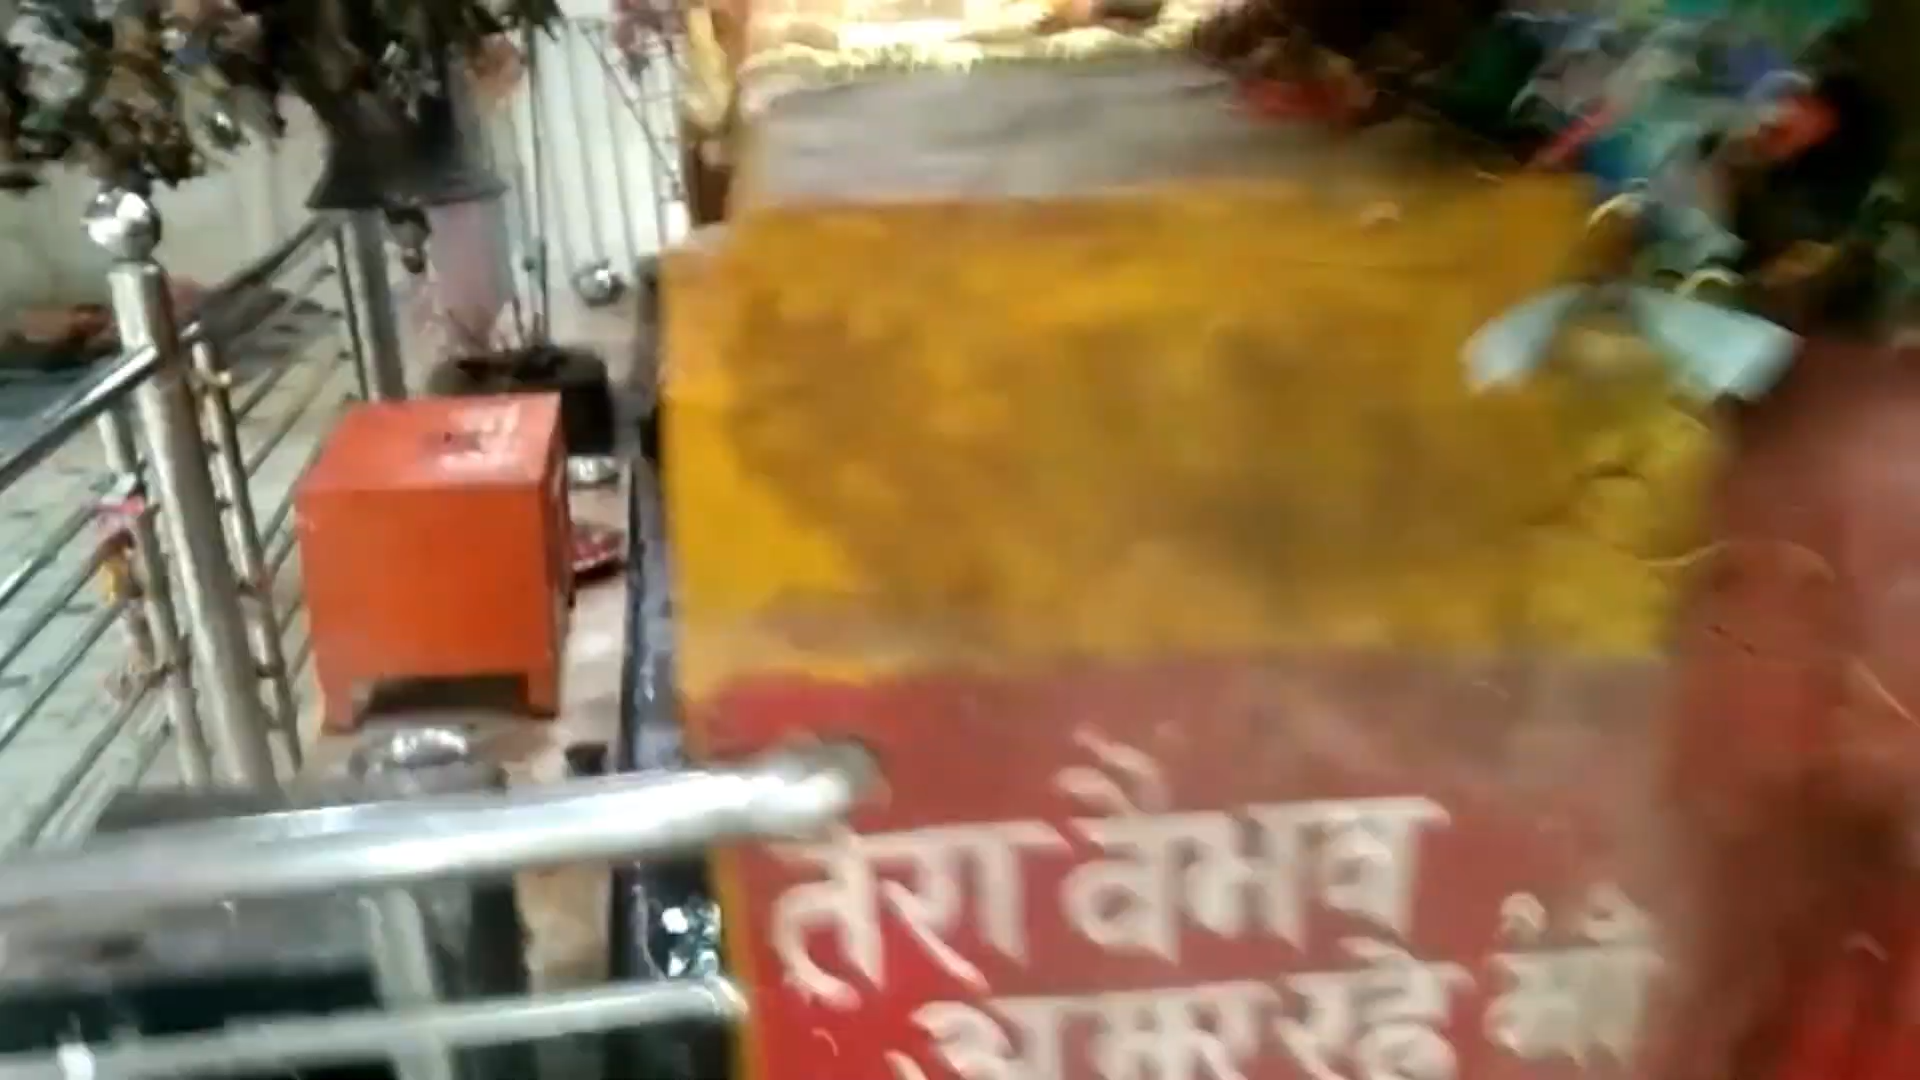 तेरा वैभव
अमर रहे माँ